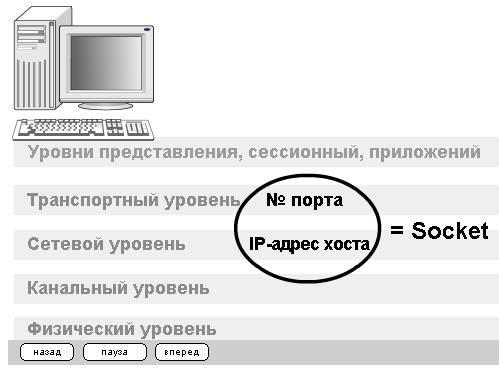 Уровни представления, сессионный, приложений
Транспортный уровень № порта
= Socket
Сетевой уровень IP-адрес хоста
Канальный уровень
Физический уровень
назад пауза вперед